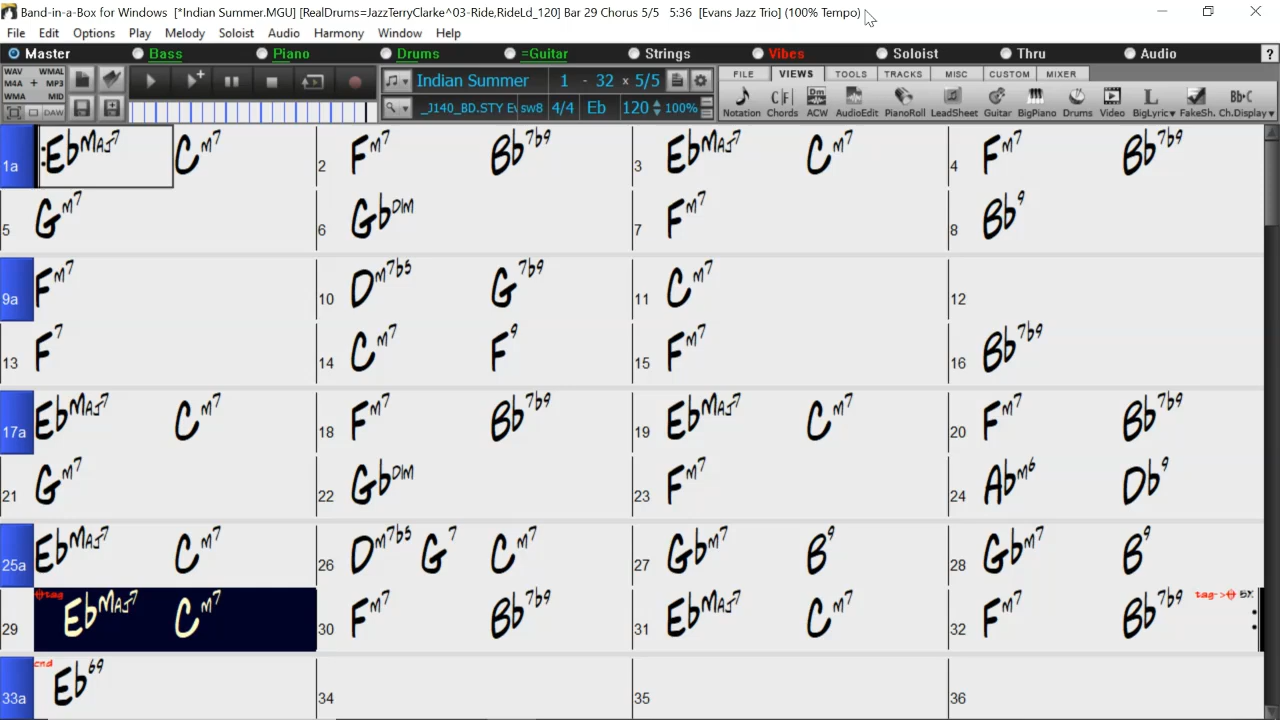 Band-in-a-Box for Windows [*Indian Summer.MGU] [RealDrums=JazzTerryClarke^03-Ride,RideLd_120] Bar 29 Chorus 5/5 5:36 [Evans Jazz Trio] (100% Tempo)
File Edit Options Play Melody Soloist Audio Harmony Window Help
Master Bass Piano Drums =Guitar Strings Vibes Soloist Thru Audio ?
WAV WMAL
M4A + MP3
WMA MID
DAW
Indian Summer 1 - 32 x 5/5
_J140_BD.STY Ev sw8 4/4 Eb 120 100%
FILE VIEWS TOOLS TRACKS MISC CUSTOM MIXER
Notation Chords ACW AudioEdit PianoRoll LeadSheet Guitar BigPiano Drums Video BigLyric FakeSh. Ch.Display
1a EbMAJ7 Cm7 2 Fm7 Bb7b9 3 EbMAJ7 Cm7 4 Fm7 Bb7b9
5 Gm7 6 GbDIM 7 Fm7 8 Bb9
9a Fm7 10 Dm7b5 G7b9 11 Cm7 12
13 F7 14 Cm7 F9 15 Fm7 16 Bb7b9
17a EbMAJ7 Cm7 18 Fm7 Bb7b9 19 EbMAJ7 Cm7 20 Fm7 Bb7b9
21 Gm7 22 GbDIM 23 Fm7 24 Abm6 Db9
25a EbMAJ7 Cm7 26 Dm7b5 G7 Cm7 27 Gbm7 B9 28 Gbm7 B9
tag tag-> 5X
29 EbMAJ7 Cm7 30 Fm7 Bb7b9 31 EbMAJ7 Cm7 32 Fm7 Bb7b9
end
33a Eb69 34 35 36